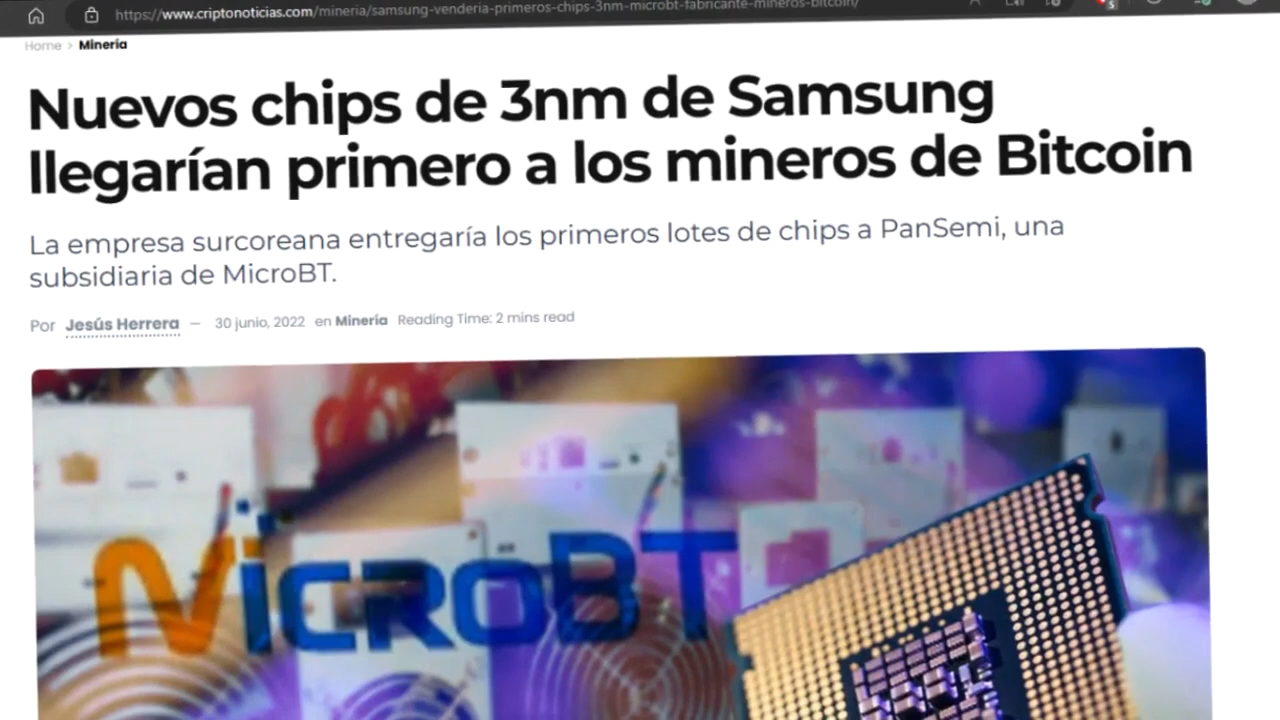 https://www.criptonoticias.com/mineria/samsung-venderia-primeros-chips-3nm-microbt-fabricante-mineros-bitcoin/
Home > Minería
Nuevos chips de 3nm de Samsung
llegarían primero a los mineros de Bitcoin
La empresa surcoreana entregaría los primeros lotes de chips a PanSemi, una
subsidiaria de MicroBT.
Por Jesús Herrera — 30 junio, 2022 en Minería Reading Time: 2 mins read
MicroBT